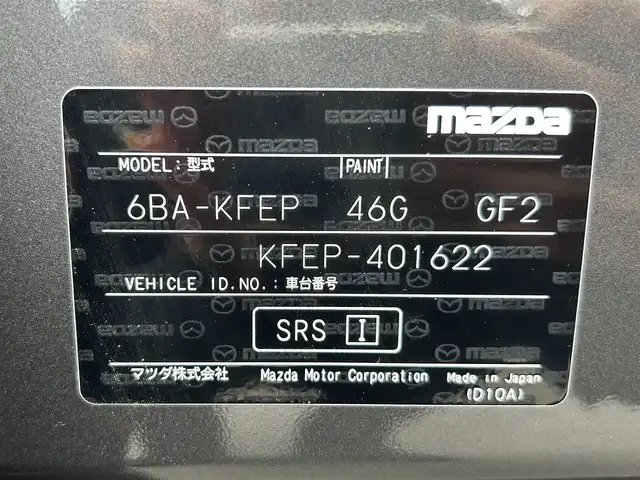 mazda
MODEL : 型式 PAINT
6BA-KFEP 46G GF2
KFEP-401622
VEHICLE ID.NO. : 車台番号
SRS I
マツダ株式会社 Mazda Motor Corporation Made in Japan
(D10A)